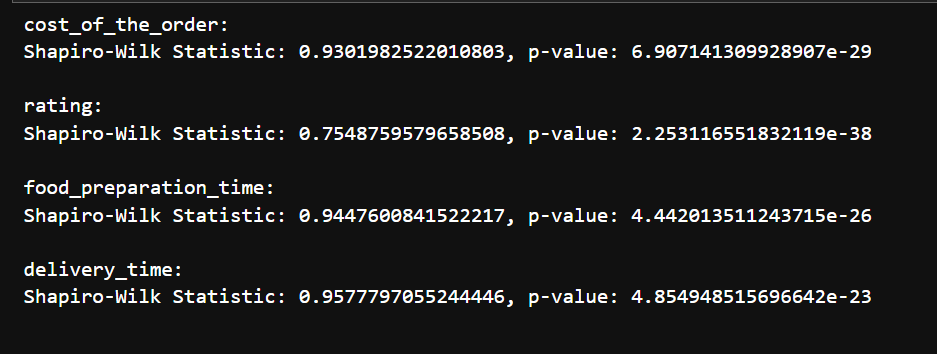 cost_of_the_order:
Shapiro-Wilk Statistic: 0.9301982522010803, p-value: 6.907141309928907e-29
rating:
Shapiro-Wilk Statistic: 0.7548759579658508, p-value: 2.253116551832119e-38
food_preparation_time:
Shapiro-Wilk Statistic: 0.9447600841522217, p-value: 4.442013511243715e-26
delivery_time:
Shapiro-Wilk Statistic: 0.9577797055244446, p-value: 4.854948515696642e-23